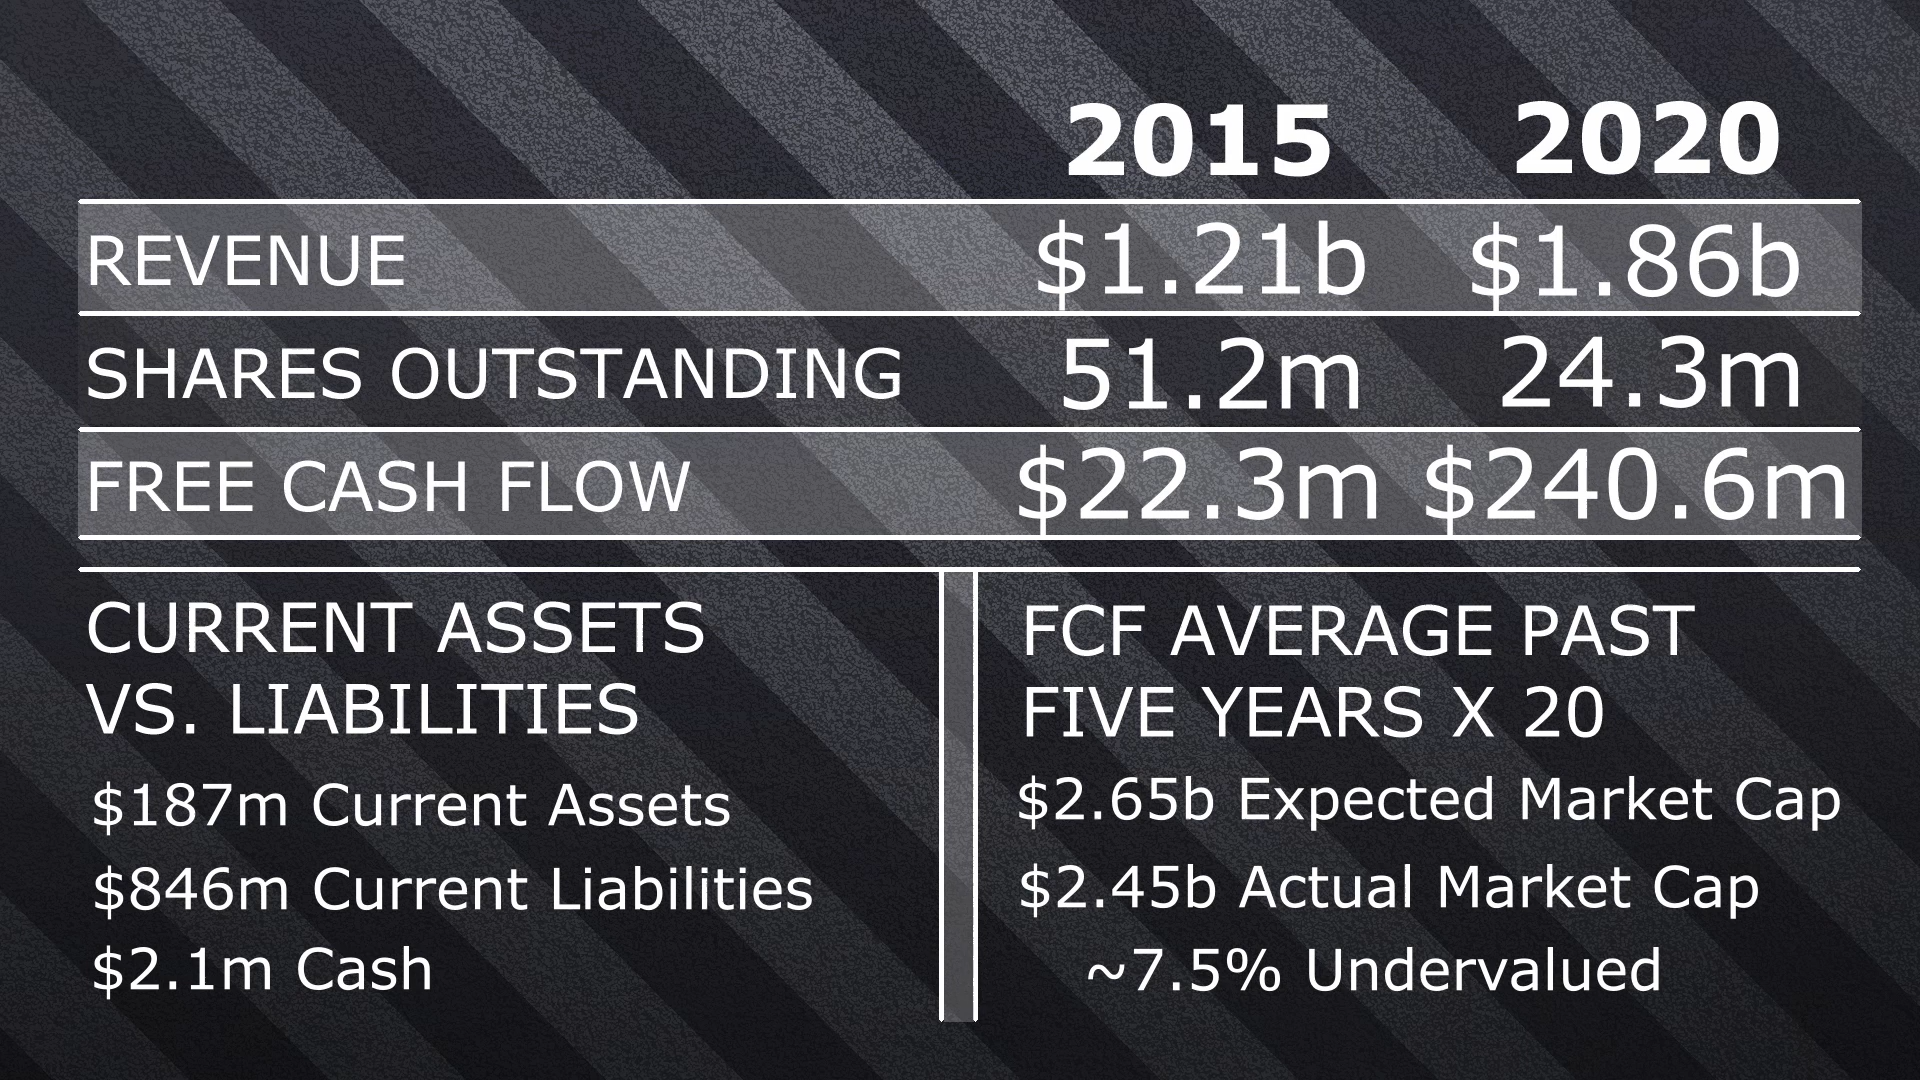 2015 2020
REVENUE $1.21b $1.86b
SHARES OUTSTANDING 51.2m 24.3m
FREE CASH FLOW $22.3m $240.6m
CURRENT ASSETS
VS. LIABILITIES
$187m Current Assets
$846m Current Liabilities
$2.1m Cash
FCF AVERAGE PAST
FIVE YEARS X 20
$2.65b Expected Market Cap
$2.45b Actual Market Cap
~7.5% Undervalued